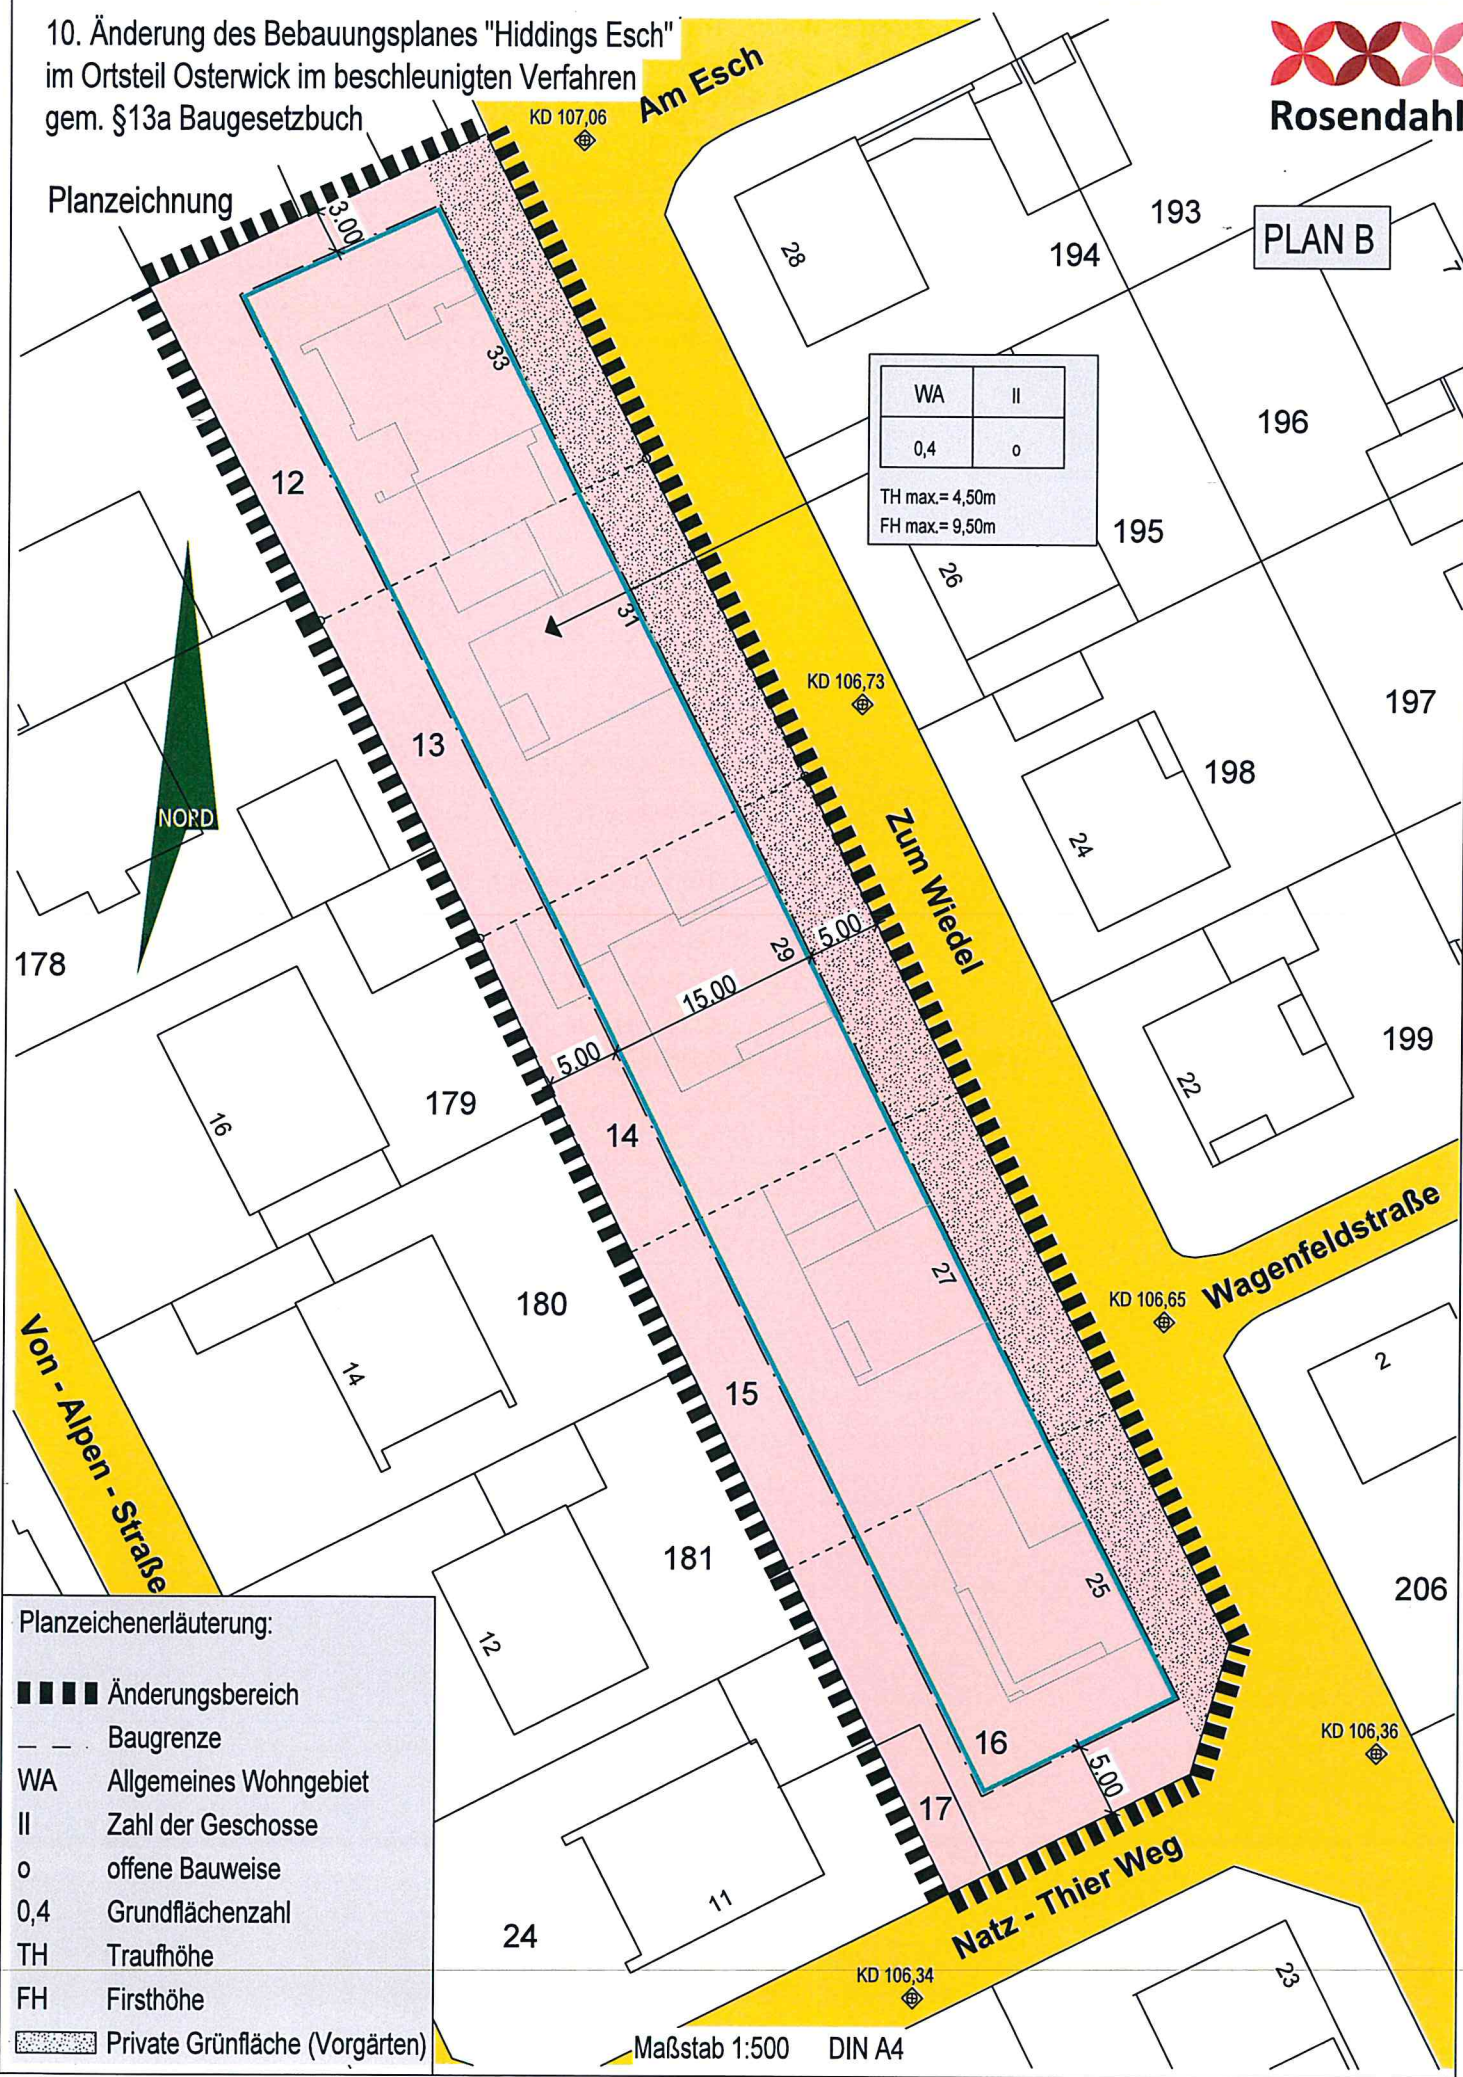 10. Änderung des Bebauungsplanes "Hiddings Esch"
im Ortsteil Osterwick im beschleunigten Verfahren
gem. §13a Baugesetzbuch
Planzeichnung
Rosendahl
PLAN B
KD 107,06
Am Esch
3.00
28
193
194
7
33
WA II
0,4 o
TH max.= 4,50m
FH max.= 9,50m
196
195
12
26
31
KD 106,73
197
13
198
NORD
24
Zum Wiedel
178
29
5.00
15.00
5.00
199
22
16
179
14
Wagenfeldstraße
27
180
KD 106,65
2
14
15
Von - Alpen - Straße
181
25
206
12
16
KD 106,36
5.00
17
11
24
Natz - Thier Weg
KD 106,34
23
Planzeichenerläuterung:
Änderungsbereich
Baugrenze
WA Allgemeines Wohngebiet
II Zahl der Geschosse
o offene Bauweise
0,4 Grundflächenzahl
TH Traufhöhe
FH Firsthöhe
Private Grünfläche (Vorgärten)
Maßstab 1:500 DIN A4